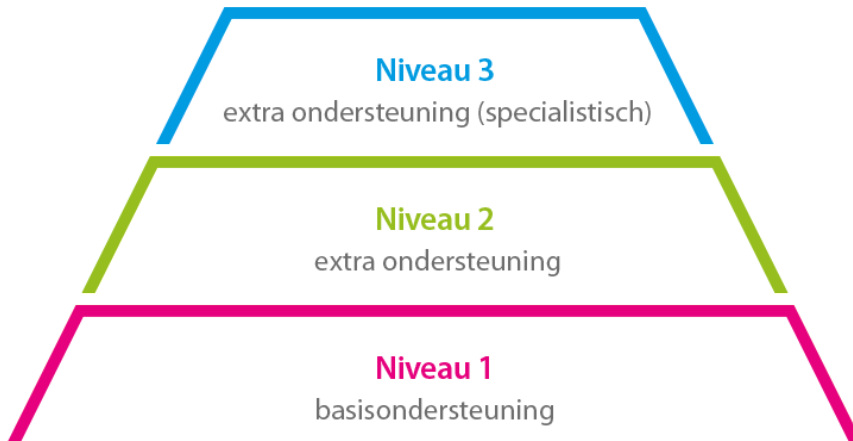 Niveau 3
extra ondersteuning (specialistisch)
Niveau 2
extra ondersteuning
Niveau 1
basisondersteuning